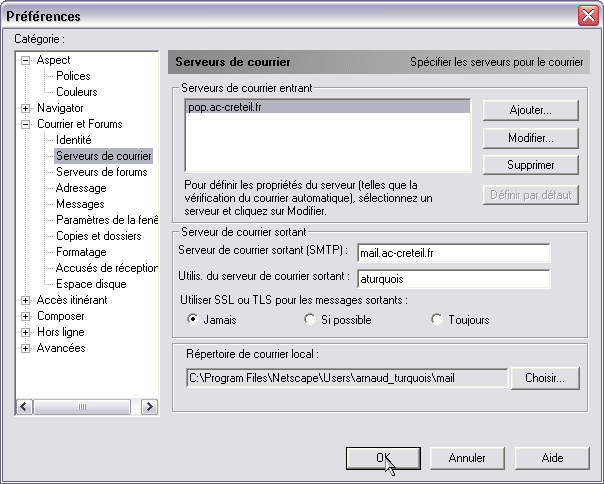 Préférences
Catégorie :
Aspect
Polices
Couleurs
Navigator
Courrier et Forums
Identité
Serveurs de courrier
Serveurs de forums
Adressage
Messages
Paramètres de la fenê
Copies et dossiers
Formatage
Accusés de réception
Espace disque
Accès itinérant
Composer
Hors ligne
Avancées
Serveurs de courrier
Spécifier les serveurs pour le courrier
Serveurs de courrier entrant
pop.ac-creteil.fr
Ajouter...
Modifier...
Supprimer
Définir par défaut
Pour définir les propriétés du serveur (telles que la
vérification du courrier automatique), sélectionnez un
serveur et cliquez sur Modifier.
Serveur de courrier sortant
Serveur de courrier sortant (SMTP) :
mail.ac-creteil.fr
Utilis. du serveur de courrier sortant :
aturquois
Utiliser SSL ou TLS pour les messages sortants :
Jamais
Si possible
Toujours
Répertoire de courrier local :
C:\Program Files\Netscape\Users\arnaud_turquois\mail
Choisir...
OK
Annuler
Aide